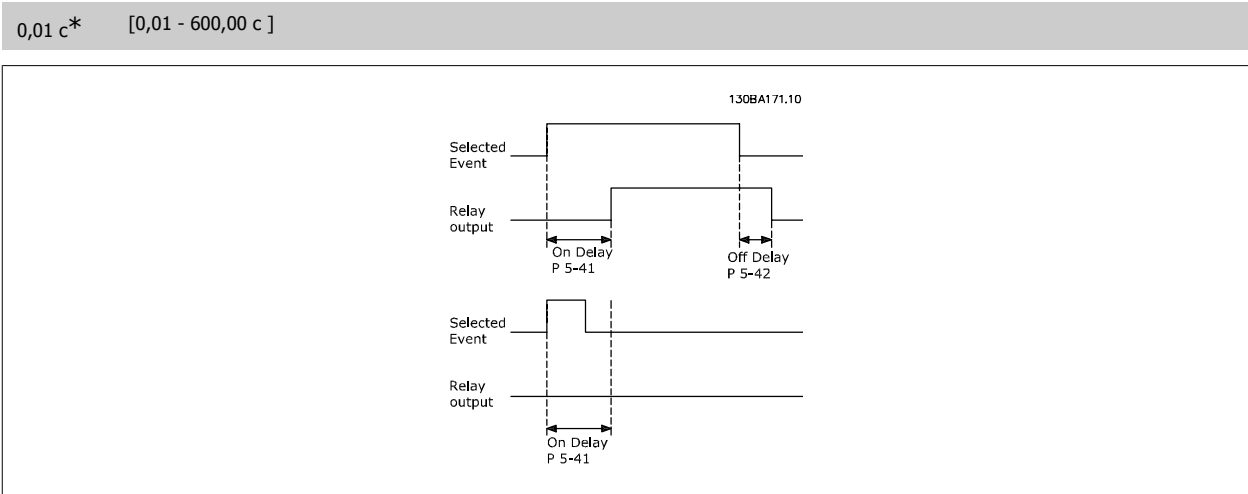 0,01 c* [0,01 - 600,00 c ]
130BA171.10
Selected
Event
Relay
output
On Delay
P 5-41
Off Delay
P 5-42
Selected
Event
Relay
output
On Delay
P 5-41